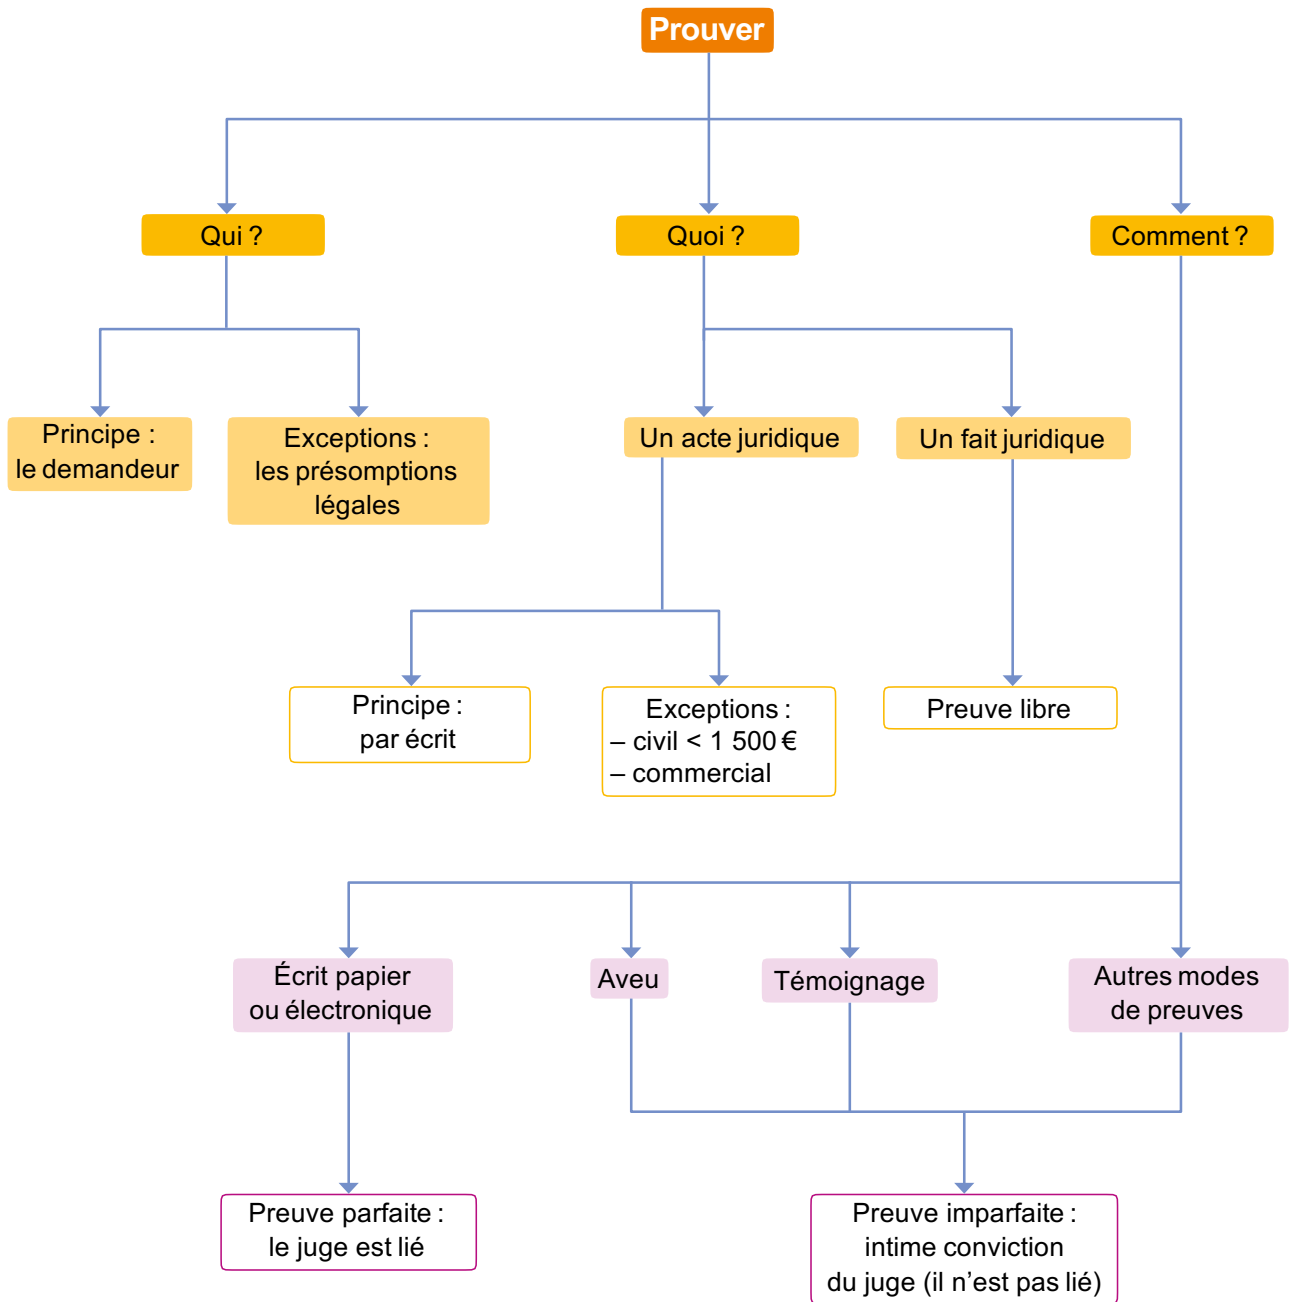 Prouver
Qui ?
Quoi ?
Comment ?
Principe :
le demandeur
Exceptions :
les présomptions
légales
Un acte juridique
Un fait juridique
Principe :
par écrit
Exceptions :
– civil < 1 500 €
– commercial
Preuve libre
Écrit papier
ou électronique
Aveu
Témoignage
Autres modes
de preuves
Preuve parfaite :
le juge est lié
Preuve imparfaite :
intime conviction
du juge (il n’est pas lié)